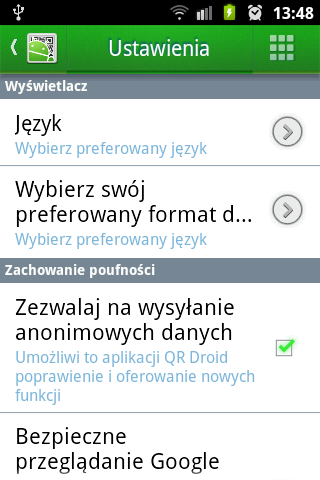 13:48
Ustawienia
Wyświetlacz
Język
Wybierz preferowany język
Wybierz swój
preferowany format d...
Wybierz preferowany język
Zachowanie poufności
Zezwalaj na wysyłanie
anonimowych danych
Umożliwi to aplikacji QR Droid
poprawienie i oferowanie nowych
funkcji
Bezpieczne
przeglądanie Google